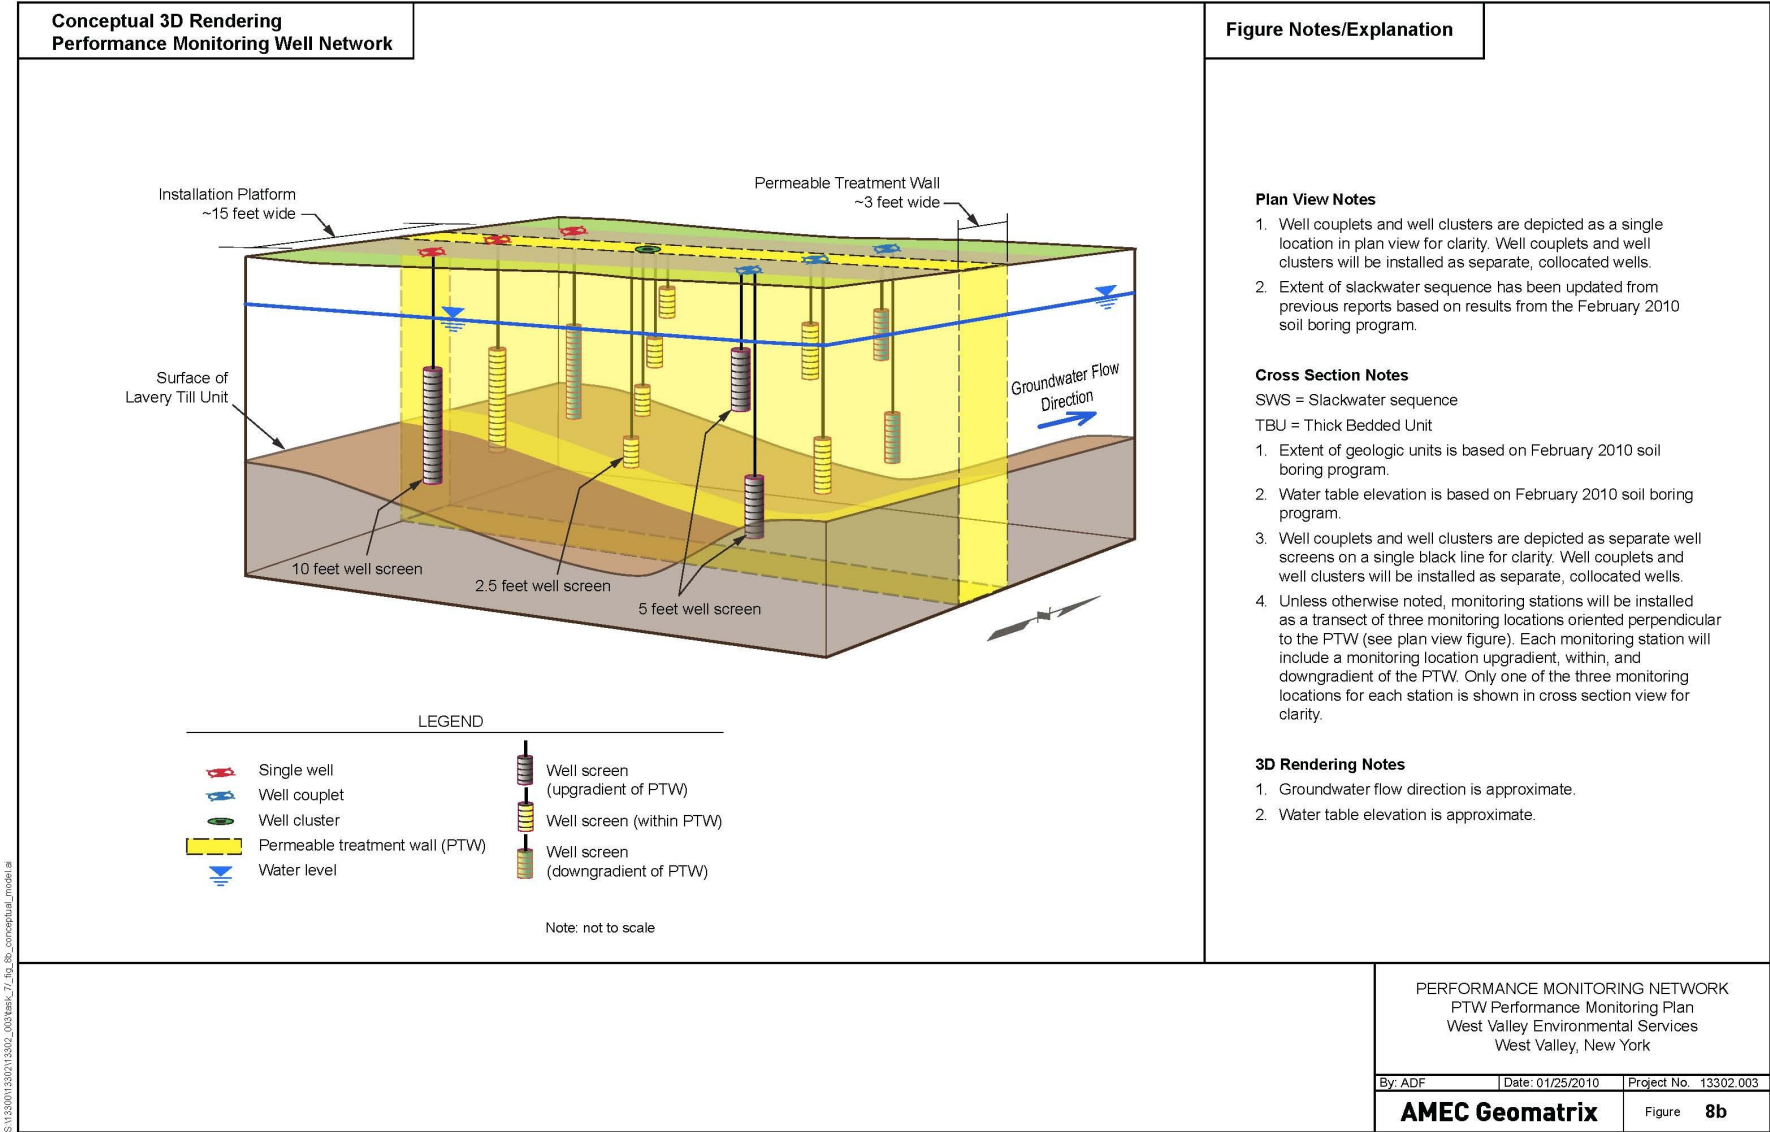 Conceptual 3D Rendering
Performance Monitoring Well Network
Figure Notes/Explanation
Installation Platform
~15 feet wide
Permeable Treatment Wall
~3 feet wide
Surface of
Lavery Till Unit
Groundwater Flow
Direction
10 feet well screen
2.5 feet well screen
5 feet well screen
N
LEGEND
Single well
Well couplet
Well cluster
Permeable treatment wall (PTW)
Water level
Well screen
(upgradient of PTW)
Well screen (within PTW)
Well screen
(downgradient of PTW)
Note: not to scale
Plan View Notes
1. Well couplets and well clusters are depicted as a single
location in plan view for clarity. Well couplets and well
clusters will be installed as separate, collocated wells.
2. Extent of slackwater sequence has been updated from
previous reports based on results from the February 2010
soil boring program.
Cross Section Notes
SWS = Slackwater sequence
TBU = Thick Bedded Unit
1. Extent of geologic units is based on February 2010 soil
boring program.
2. Water table elevation is based on February 2010 soil boring
program.
3. Well couplets and well clusters are depicted as separate well
screens on a single black line for clarity. Well couplets and
well clusters will be installed as separate, collocated wells.
4. Unless otherwise noted, monitoring stations will be installed
as a transect of three monitoring locations oriented perpendicular
to the PTW (see plan view figure). Each monitoring station will
include a monitoring location upgradient, within, and
downgradient of the PTW. Only one of the three monitoring
locations for each station is shown in cross section view for
clarity.
3D Rendering Notes
1. Groundwater flow direction is approximate.
2. Water table elevation is approximate.
PERFORMANCE MONITORING NETWORK
PTW Performance Monitoring Plan
West Valley Environmental Services
West Valley, New York
By: ADF Date: 01/25/2010 Project No. 13302.003
AMEC Geomatrix Figure 8b
S:\13300\13302\13302_003\task_7\_fig_8b_conceptual_model.ai